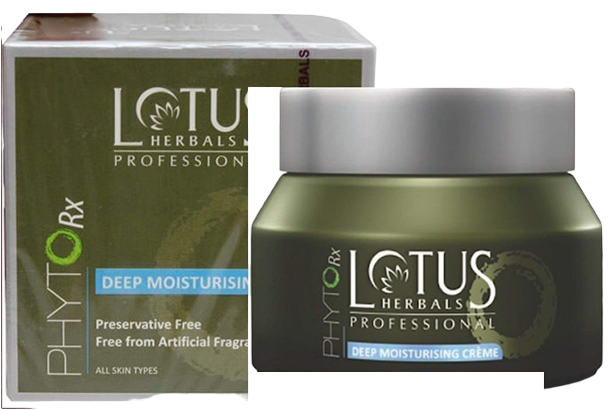 LOTUS
HERBALS
PROFESSIONAL
PHYTORx
DEEP MOISTURISIN
Preservative Free
Free from Artificial Fragra
ALL SKIN TYPES
BALS
LOTUS
HERBALS
PROFESSIONAL
PHYTORx
DEEP MOISTURISING CRÈME